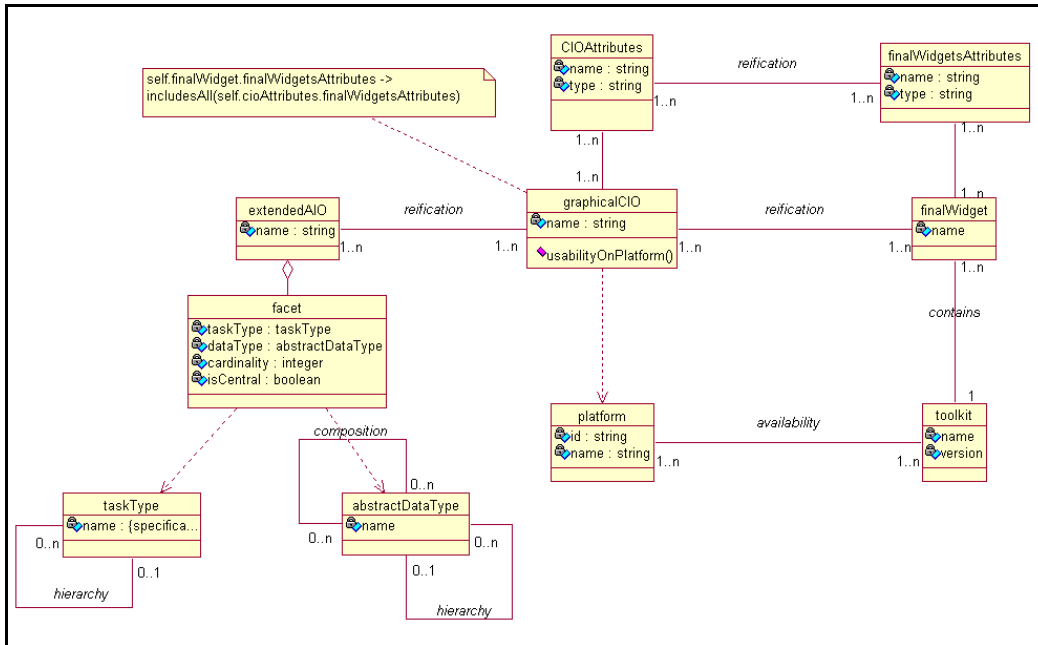 CIOAttributes
name : string
type : string
reification
finalWidgetsAttributes
name : string
type : string
1..n
1..n
1..n
1..n
self.finalWidget.finalWidgetsAttributes ->
includesAll(self.cioAttributes.finalWidgetsAttributes)
1..n
1..n
extendedAIO
name : string
reification
1..n
1..n
graphicalCIO
name : string
usabilityOnPlatform()
reification
1..n
1..n
finalWidget
name
1..n
contains
1
facet
taskType : taskType
dataType : abstractDataType
cardinality : integer
isCentral : boolean
platform
id : string
name : string
availability
1..n
1..n
toolkit
name
version
composition
0..n
0..n
taskType
name : {specifica...
0..n
0..1
hierarchy
abstractDataType
name
0..n
0..1
hierarchy